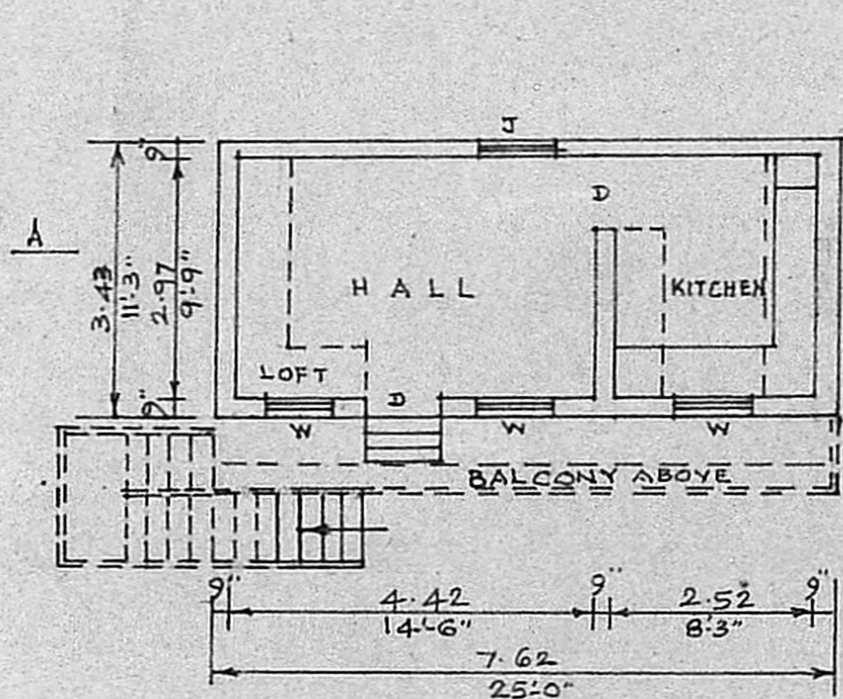 J
9"
D
A
3.43
11'-3"
2.97
9'-9"
HALL
KITCHEN
LOFT
D
9"
W
W
W
BALCONY ABOVE
9"
4.42
14'-6"
9"
2.52
8'-3"
9"
7.62
25'-0"